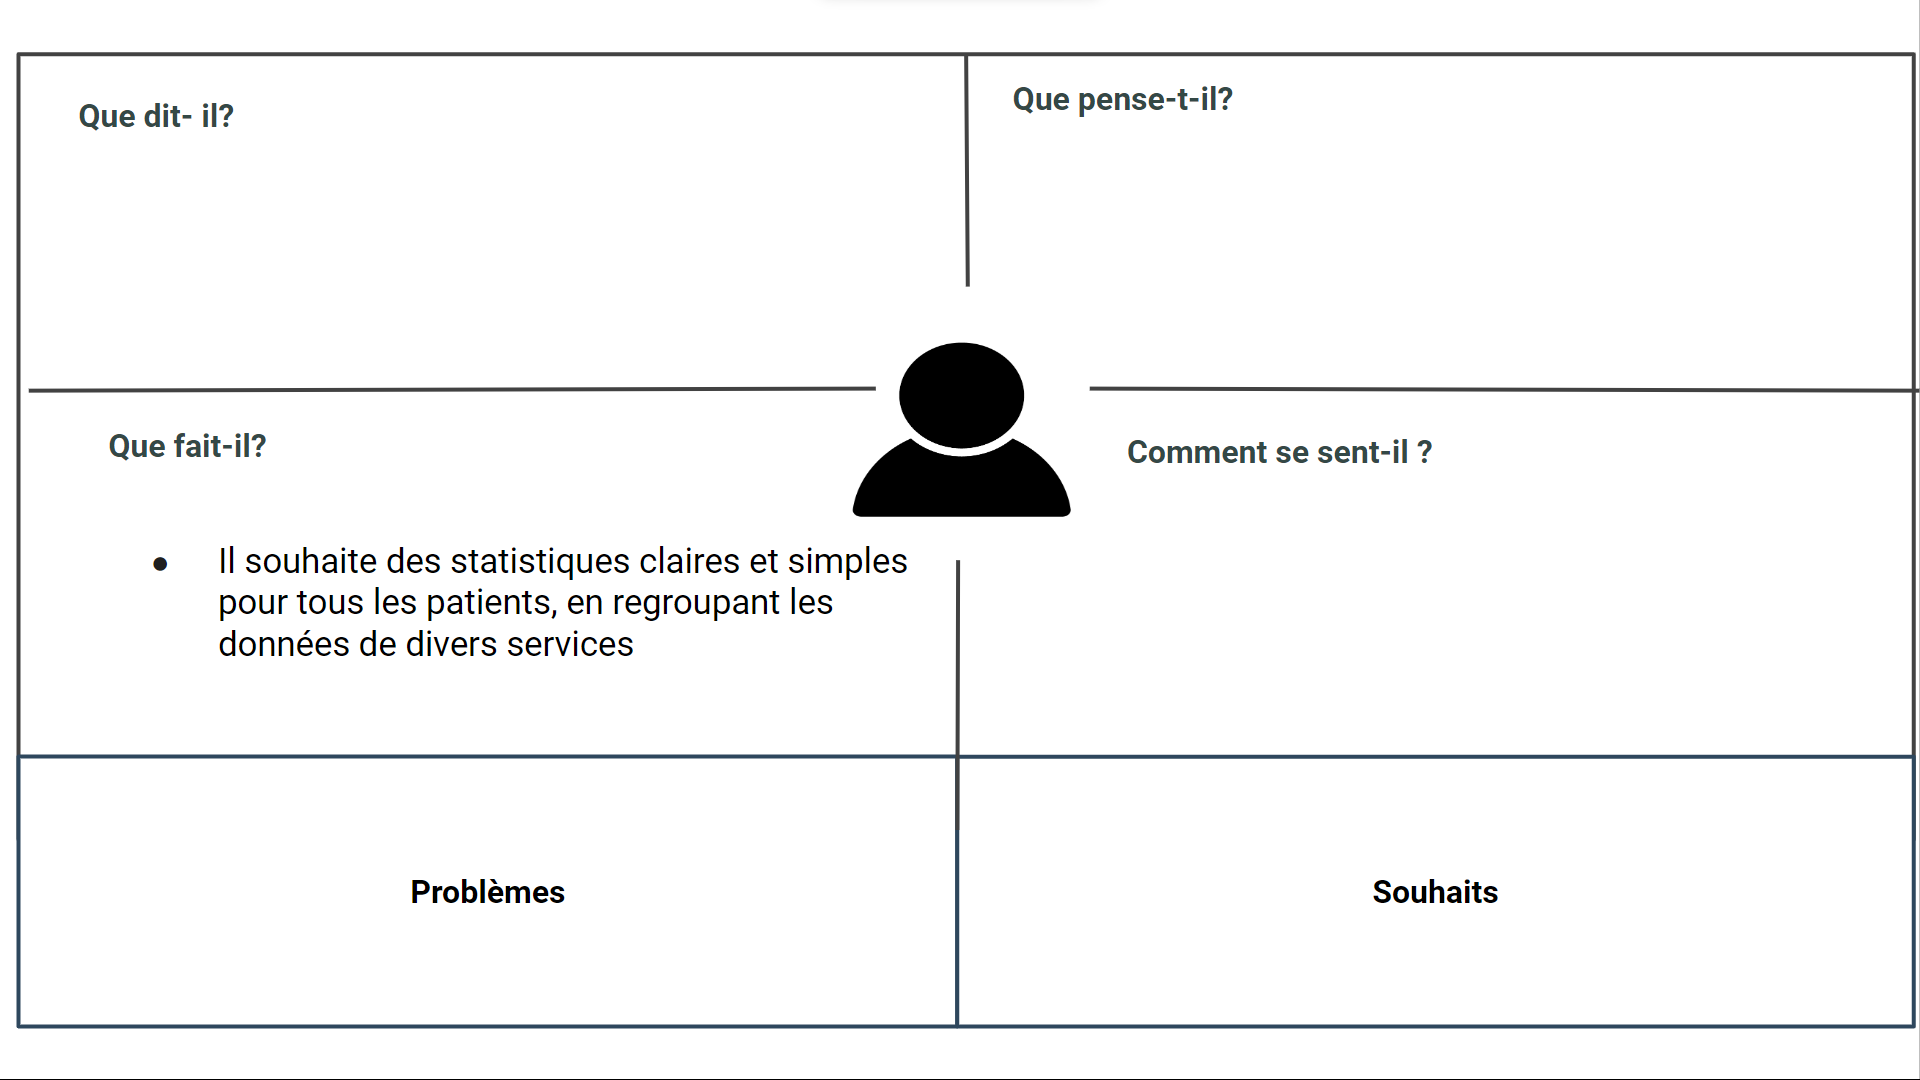 Que dit- il?
Que pense-t-il?
Que fait-il?
Comment se sent-il ?
● Il souhaite des statistiques claires et simples
pour tous les patients, en regroupant les
données de divers services
Problèmes
Souhaits